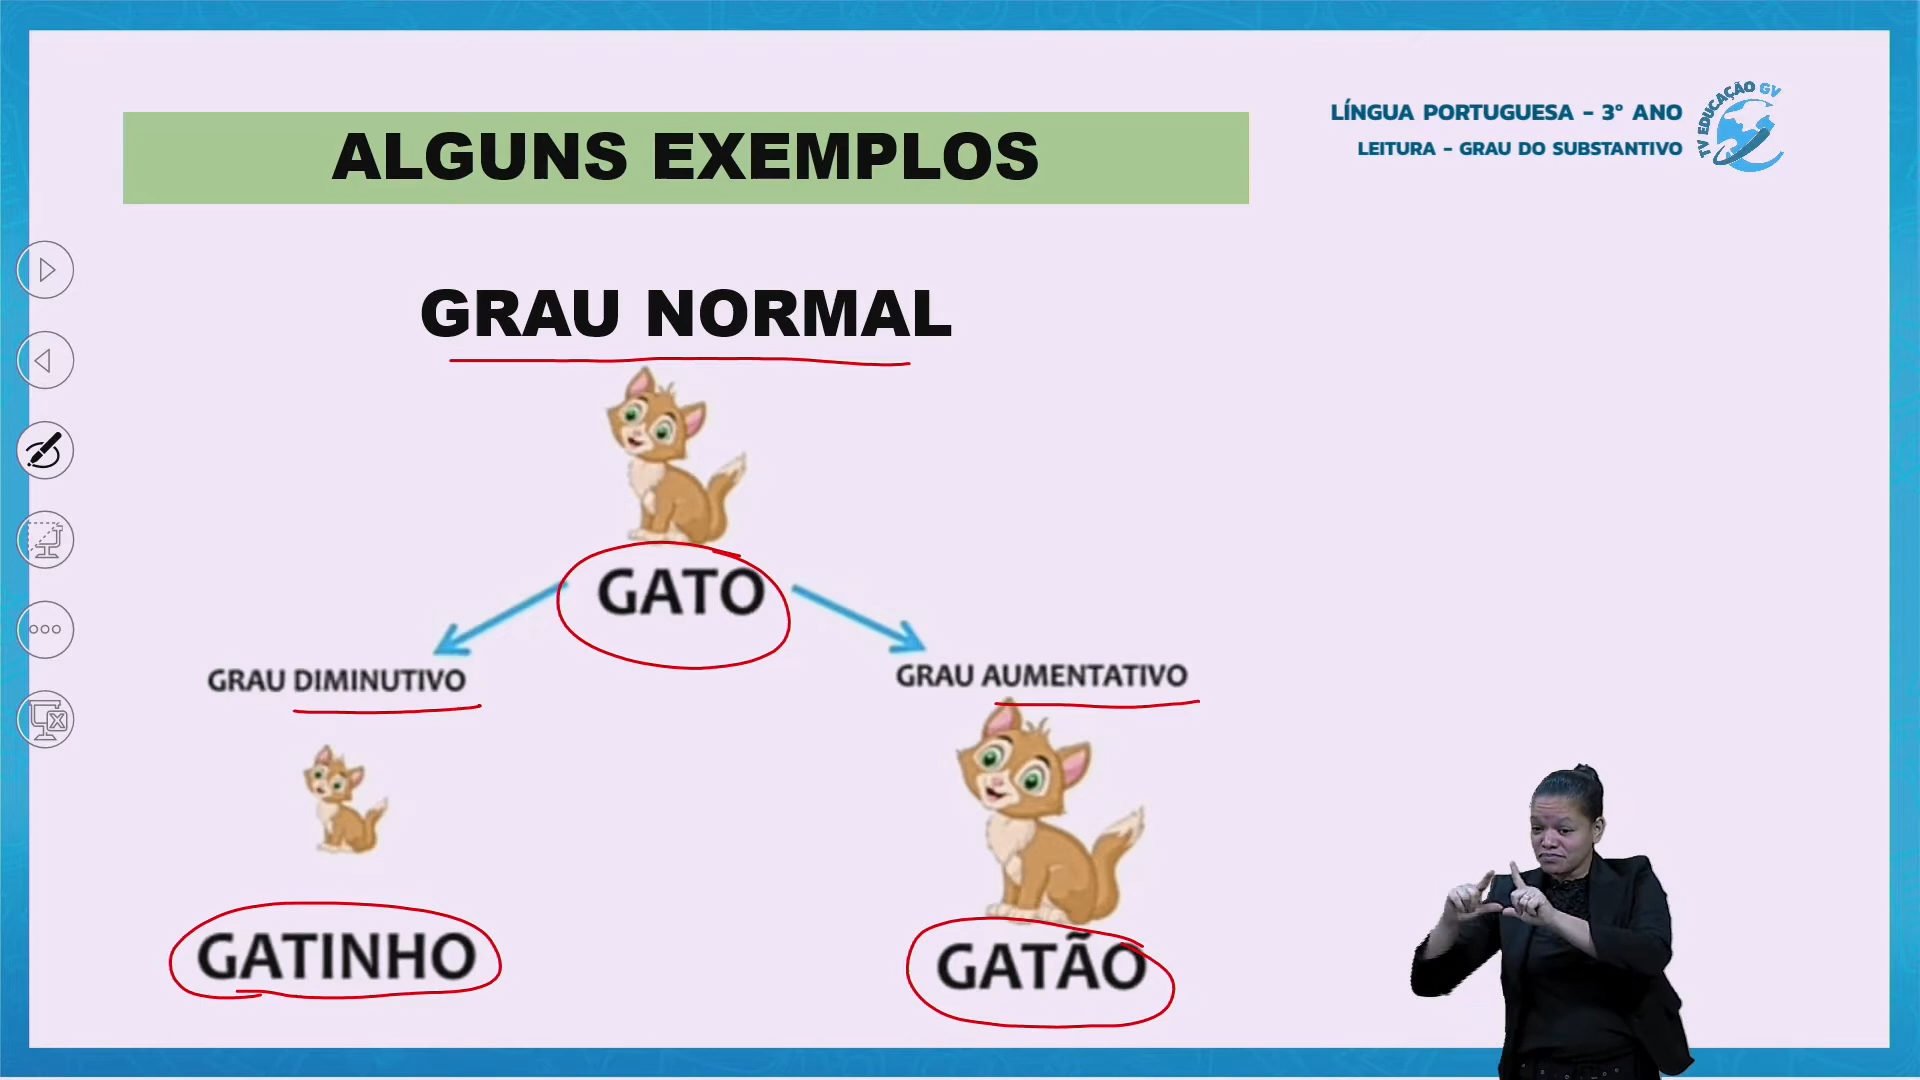 ALGUNS EXEMPLOS
LÍNGUA PORTUGUESA - 3º ANO
LEITURA - GRAU DO SUBSTANTIVO
TV EDUCAÇÃO GV
GRAU NORMAL
GATO
GRAU DIMINUTIVO
GRAU AUMENTATIVO
GATINHO
GATÃO